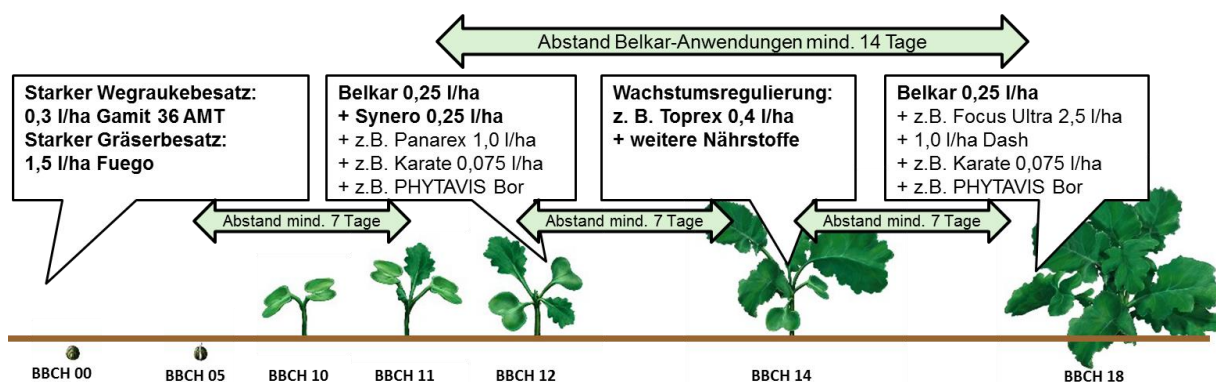 Abstand Belkar-Anwendungen mind. 14 Tage
Starker Wegraukebesatz:
0,3 l/ha Gamit 36 AMT
Starker Gräserbesatz:
1,5 l/ha Fuego
Belkar 0,25 l/ha
+ Synero 0,25 l/ha
+ z.B. Panarex 1,0 l/ha
+ z.B. Karate 0,075 l/ha
+ z.B. PHYTAVIS Bor
Wachstumsregulierung:
z. B. Toprex 0,4 l/ha
+ weitere Nährstoffe
Belkar 0,25 l/ha
+ z.B. Focus Ultra 2,5 l/ha
+ 1,0 l/ha Dash
+ z.B. Karate 0,075 l/ha
+ z.B. PHYTAVIS Bor
Abstand mind. 7 Tage
Abstand mind. 7 Tage
Abstand mind. 7 Tage
BBCH 00
BBCH 05
BBCH 10
BBCH 11
BBCH 12
BBCH 14
BBCH 18